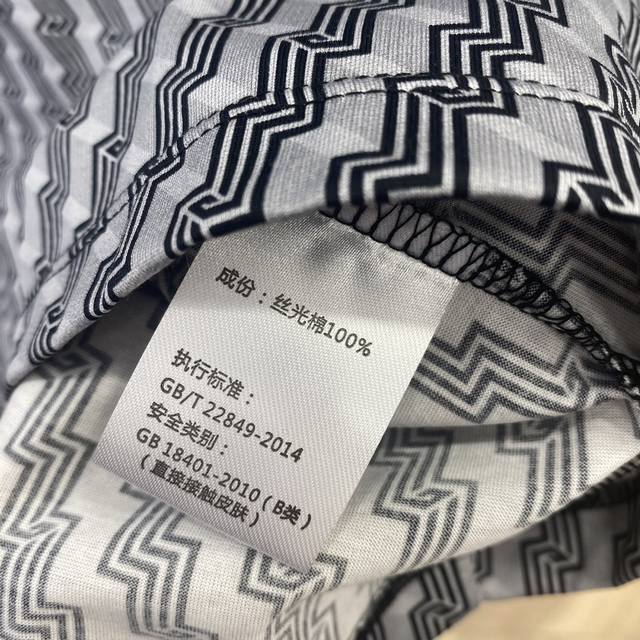 成份：丝光棉100%
执行标准：
GB/T 22849-2014
安全类别：
GB 18401-2010（B类）
（直接接触皮肤）